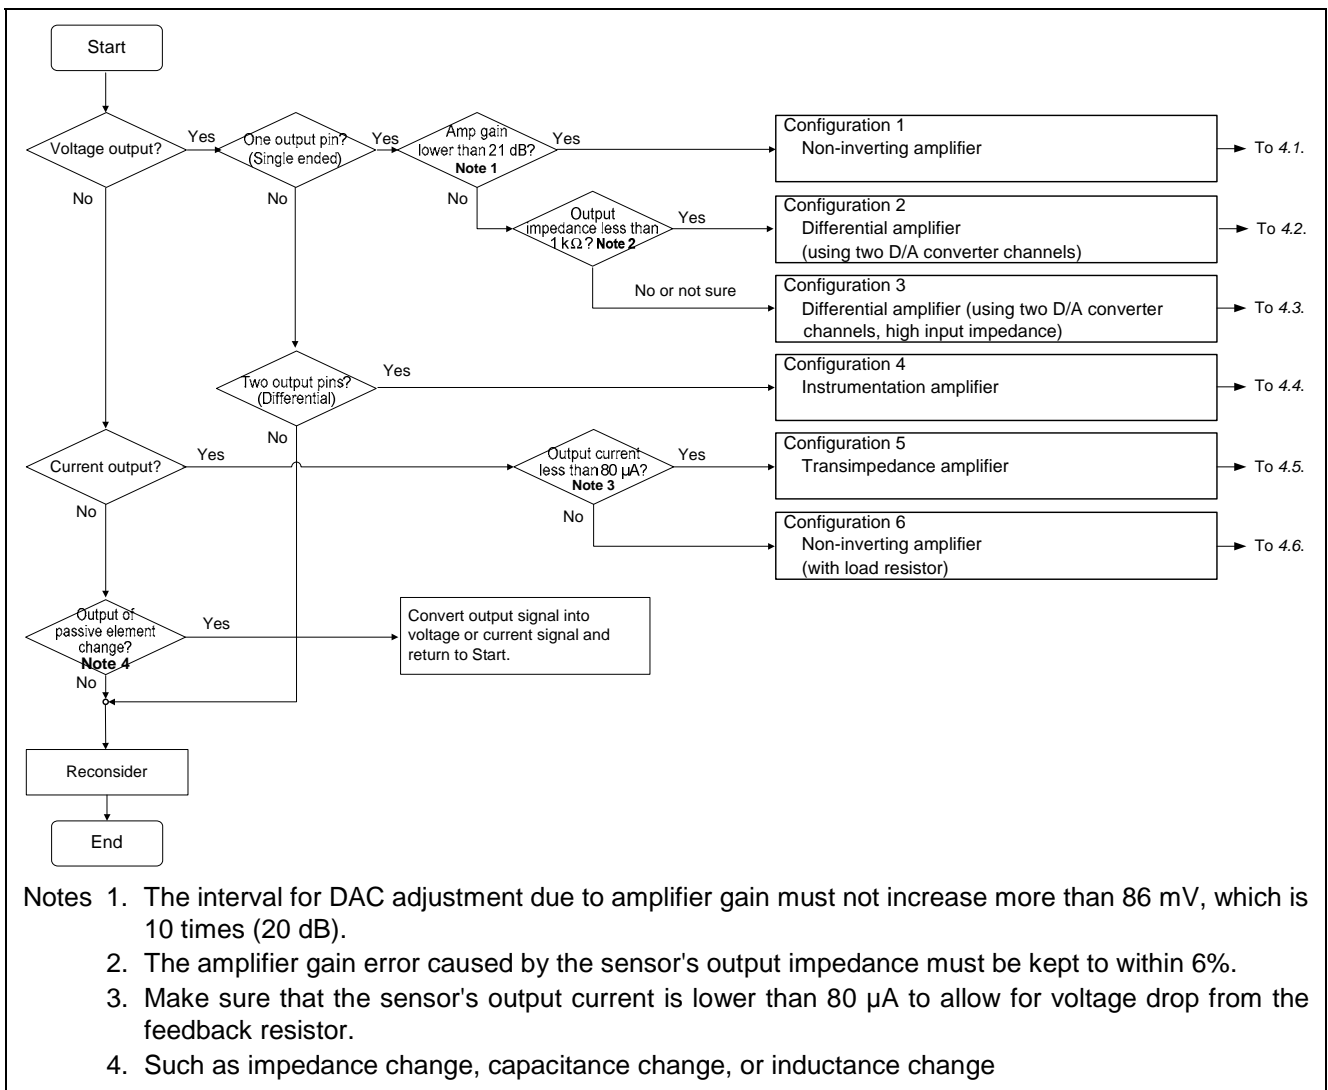 Start
Voltage output?
Yes
No
One output pin?
(Single ended)
Yes
No
Amp gain
lower than 21 dB?
Note 1
Yes
No
Configuration 1
Non-inverting amplifier
To 4.1.
Output
impedance less than
1 kΩ? Note 2
Yes
No or not sure
Configuration 2
Differential amplifier
(using two D/A converter channels)
To 4.2.
Configuration 3
Differential amplifier (using two D/A converter
channels, high input impedance)
To 4.3.
Two output pins?
(Differential)
Yes
No
Configuration 4
Instrumentation amplifier
To 4.4.
Current output?
Yes
No
Output current
less than 80 µA?
Note 3
Yes
No
Configuration 5
Transimpedance amplifier
To 4.5.
Configuration 6
Non-inverting amplifier
(with load resistor)
To 4.6.
Output of
passive element
change?
Note 4
Yes
No
Convert output signal into
voltage or current signal and
return to Start.
Reconsider
End
Notes 1. The interval for DAC adjustment due to amplifier gain must not increase more than 86 mV, which is
10 times (20 dB).
2. The amplifier gain error caused by the sensor's output impedance must be kept to within 6%.
3. Make sure that the sensor's output current is lower than 80 µA to allow for voltage drop from the
feedback resistor.
4. Such as impedance change, capacitance change, or inductance change